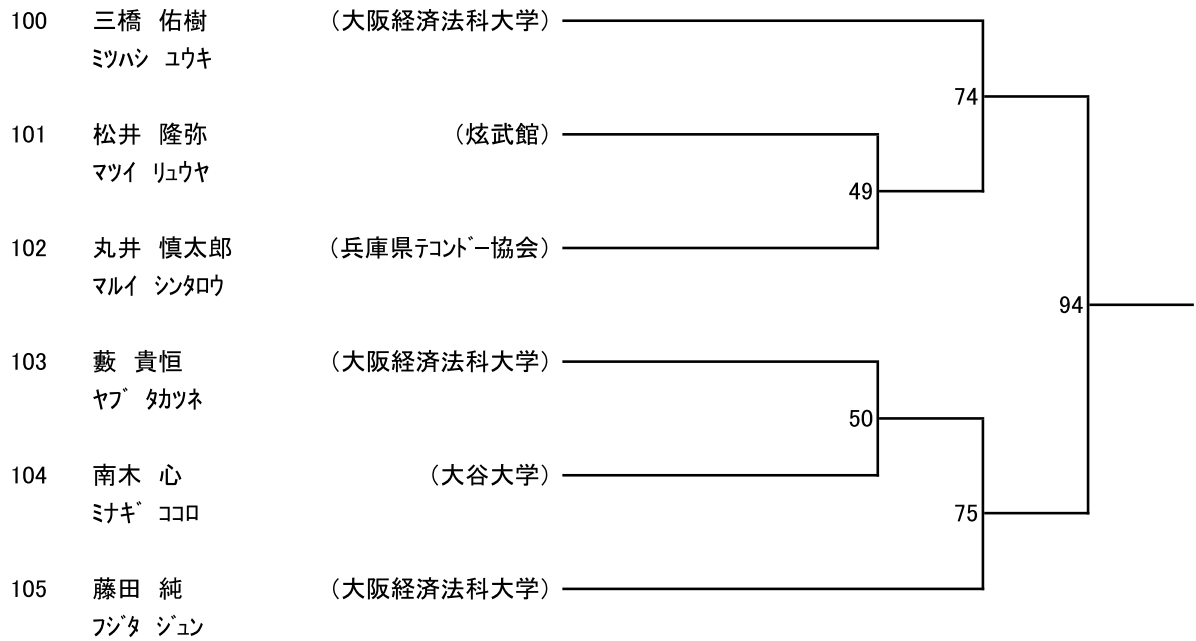 100 三橋 佑樹 (大阪経済法科大学)
ﾐﾂﾊｼ ﾕｳｷ
74
101 松井 隆弥 (炫武館)
ﾏﾂｲ ﾘｭｳﾔ
49
102 丸井 慎太郎 (兵庫県ﾃｺﾝﾄﾞｰ協会)
ﾏﾙｲ ｼﾝﾀﾛｳ
94
103 藪 貴恒 (大阪経済法科大学)
ﾔﾌﾞ ﾀｶﾂﾈ
50
104 南木 心 (大谷大学)
ﾐﾅｷﾞ ｺｺﾛ
75
105 藤田 純 (大阪経済法科大学)
ﾌｼﾞﾀ ｼﾞｭﾝ